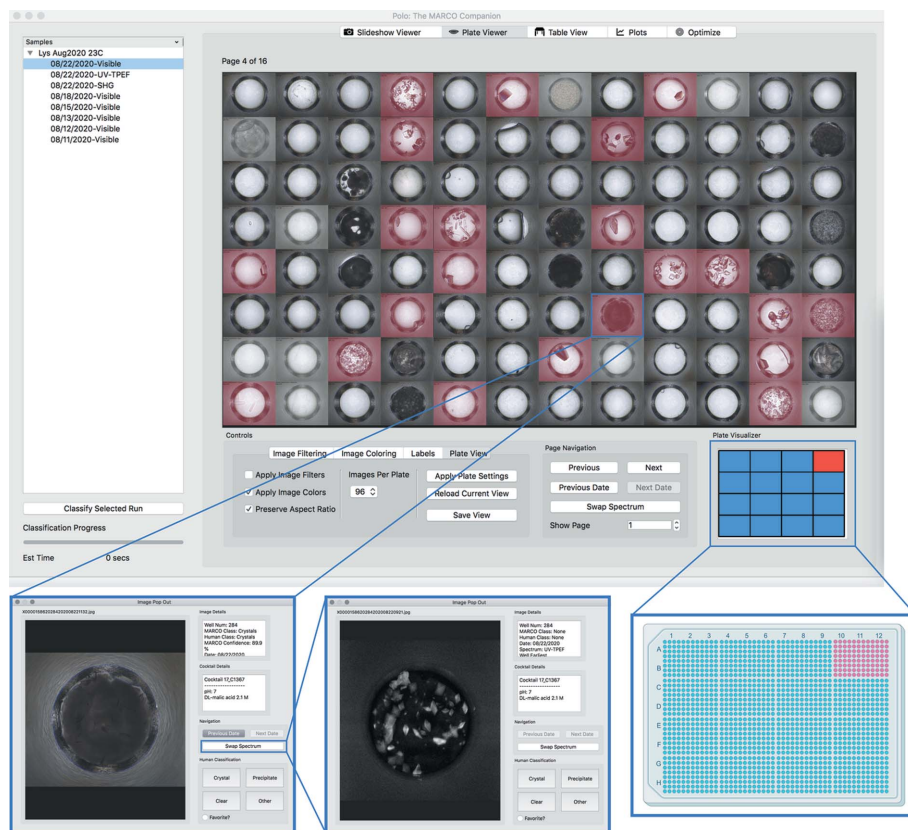 Polo: The MARCO Companion
Slideshow Viewer
Plate Viewer
Table View
Plots
Optimize
Samples
Lys Aug2020 23C
08/22/2020-Visible
08/22/2020-UV-TPEF
08/22/2020-SHG
08/18/2020-Visible
08/15/2020-Visible
08/13/2020-Visible
08/12/2020-Visible
08/11/2020-Visible
Page 4 of 16
Controls
Image Filtering
Image Coloring
Labels
Plate View
Apply Image Filters
Apply Image Colors
Preserve Aspect Ratio
Images Per Plate
96
Apply Plate Settings
Reload Current View
Save View
Page Navigation
Previous
Next
Previous Date
Next Date
Swap Spectrum
Show Page
1
Plate Visualizer
Classify Selected Run
Classification Progress
Est Time
0 secs
Image Pop Out
Image Details
Well Num: 284
MARCO Class: Crystals
Human Class: Crystals
MARCO Confidence: 89.9
%
Date: 08/22/2020
Cocktail Details
Cocktail 17_C1367
pH: 7
DL-malic acid 2.1 M
Navigation
Previous Date
Next Date
Swap Spectrum
Human Classification
Crystal
Precipitate
Clear
Other
Favorite?
Image Pop Out
Image Details
Well Num: 284
MARCO Class: None
Human Class: None
Date: 08/22/2020
Spectrum: UV-TPEF
Cocktail Details
Cocktail 17_C1367
pH: 7
DL-malic acid 2.1 M
Navigation
Previous Date
Next Date
Swap Spectrum
Human Classification
Crystal
Precipitate
Clear
Other
Favorite?
1 2 3 4 5 6 7 8 9 10 11 12
A
B
C
D
E
F
G
H